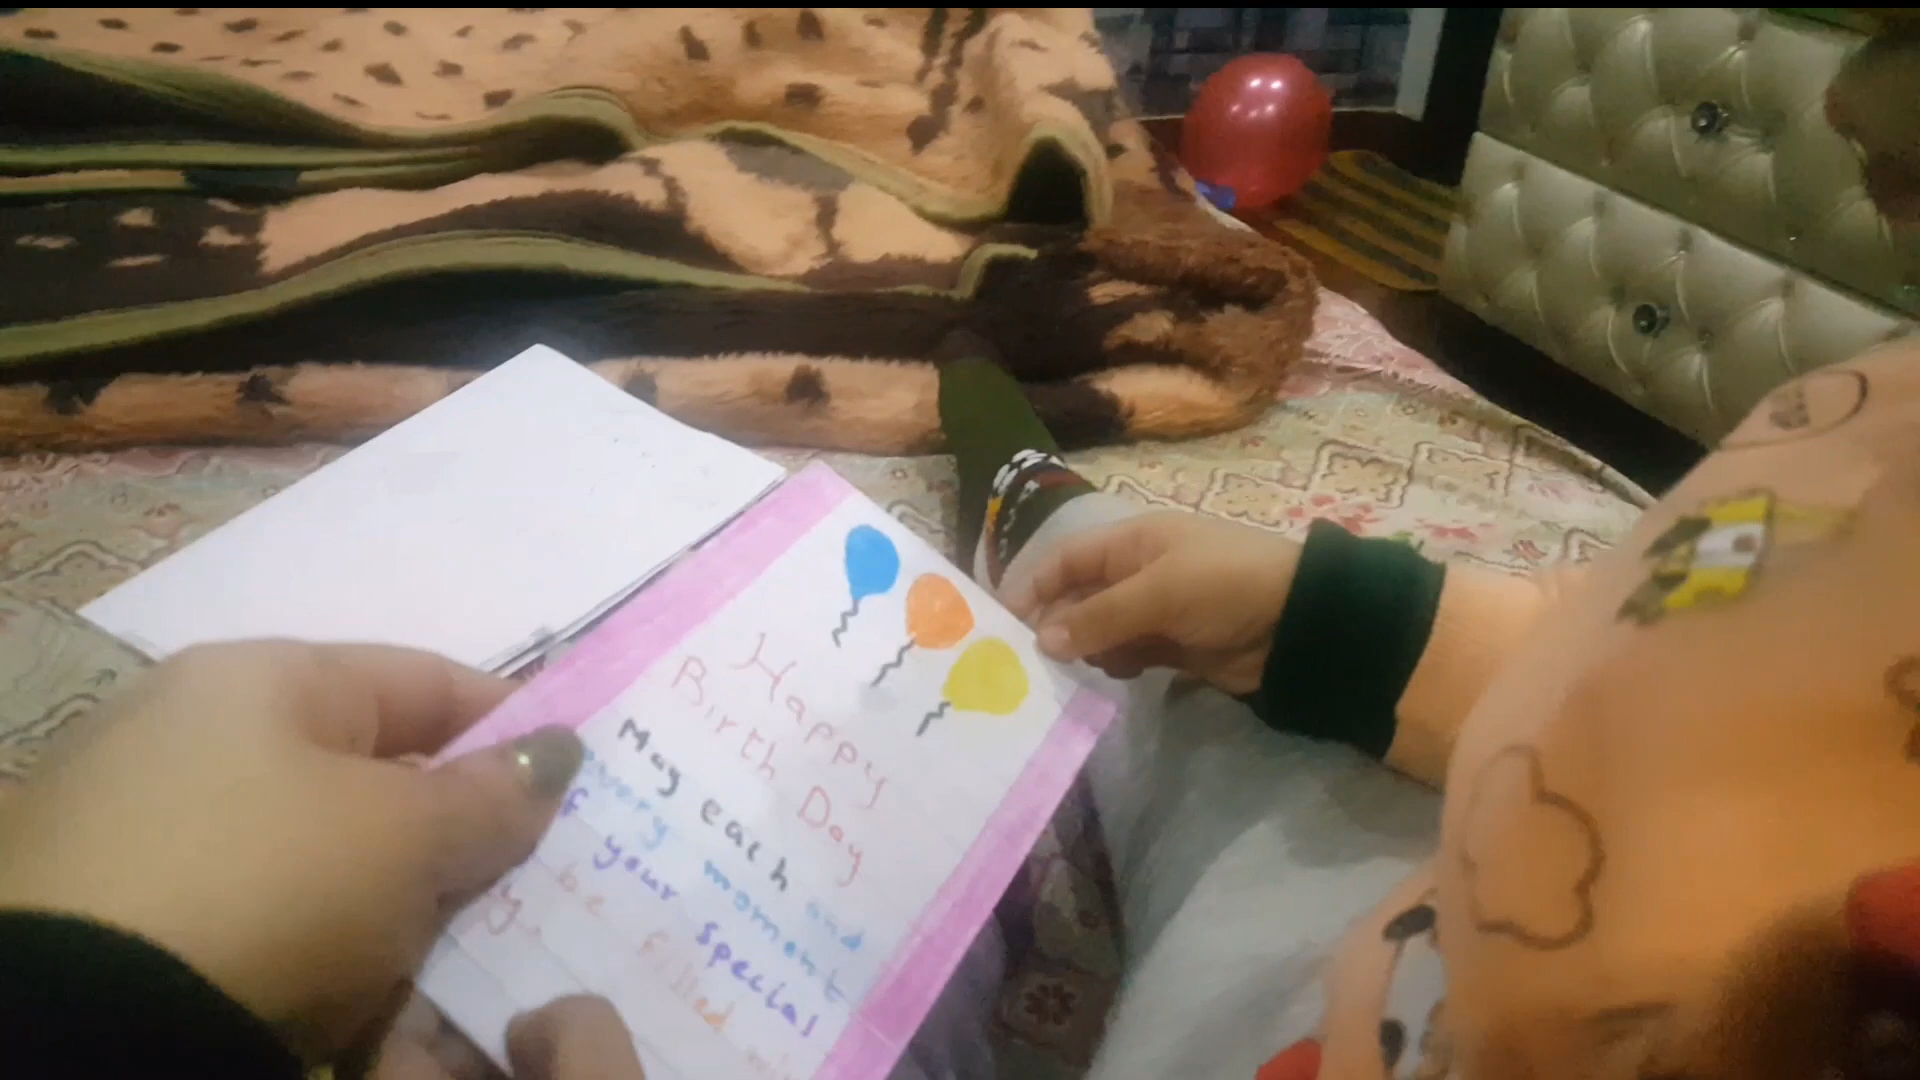 Happy
Birth Day
May each and
every moment
of your special
be filled